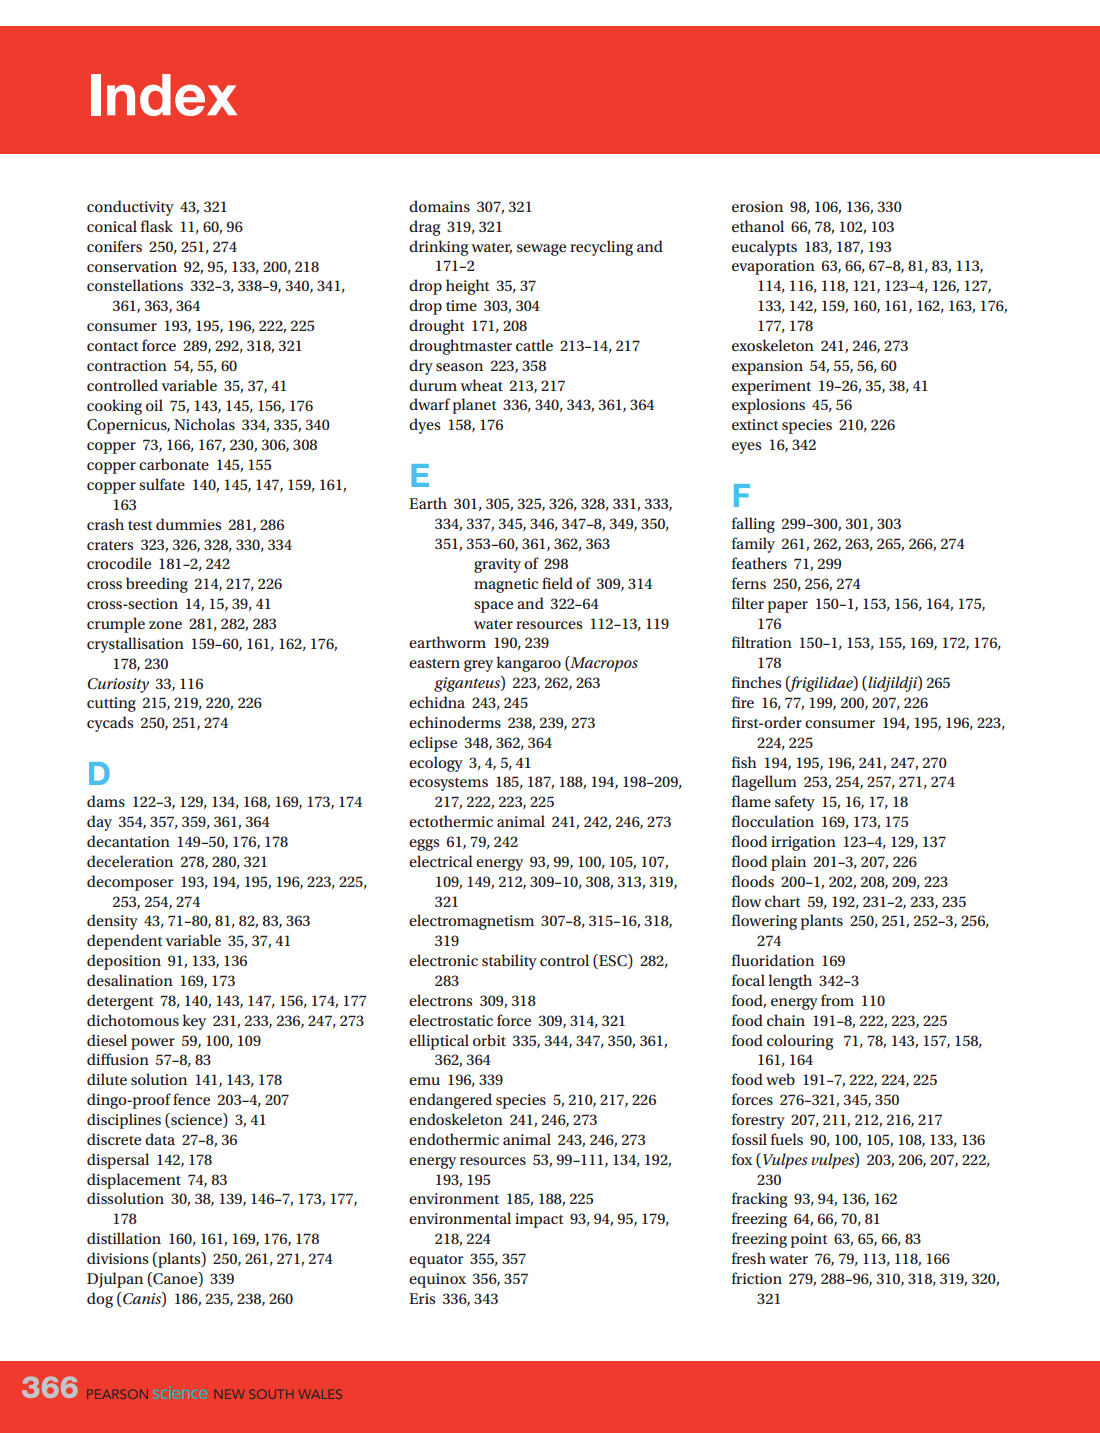 Index
conductivity 43, 321
conical flask 11, 60, 96
conifers 250, 251, 274
conservation 92, 95, 133, 200, 218
constellations 332–3, 338–9, 340, 341,
361, 363, 364
consumer 193, 195, 196, 222, 225
contact force 289, 292, 318, 321
contraction 54, 55, 60
controlled variable 35, 37, 41
cooking oil 75, 143, 145, 156, 176
Copernicus, Nicholas 334, 335, 340
copper 73, 166, 167, 230, 306, 308
copper carbonate 145, 155
copper sulfate 140, 145, 147, 159, 161,
163
crash test dummies 281, 286
craters 323, 326, 328, 330, 334
crocodile 181–2, 242
cross breeding 214, 217, 226
cross-section 14, 15, 39, 41
crumple zone 281, 282, 283
crystallisation 159–60, 161, 162, 176,
178, 230
Curiosity 33, 116
cutting 215, 219, 220, 226
cycads 250, 251, 274
D
dams 122–3, 129, 134, 168, 169, 173, 174
day 354, 357, 359, 361, 364
decantation 149–50, 176, 178
deceleration 278, 280, 321
decomposer 193, 194, 195, 196, 223, 225,
253, 254, 274
density 43, 71–80, 81, 82, 83, 363
dependent variable 35, 37, 41
deposition 91, 133, 136
desalination 169, 173
detergent 78, 140, 143, 147, 156, 174, 177
dichotomous key 231, 233, 236, 247, 273
diesel power 59, 100, 109
diffusion 57–8, 83
dilute solution 141, 143, 178
dingo-proof fence 203–4, 207
disciplines (science) 3, 41
discrete data 27–8, 36
dispersal 142, 178
displacement 74, 83
dissolution 30, 38, 139, 146–7, 173, 177,
178
distillation 160, 161, 169, 176, 178
divisions (plants) 250, 261, 271, 274
Djulpan (Canoe) 339
dog (Canis) 186, 235, 238, 260
domains 307, 321
drag 319, 321
drinking water, sewage recycling and
171–2
drop height 35, 37
drop time 303, 304
drought 171, 208
droughtmaster cattle 213–14, 217
dry season 223, 358
durum wheat 213, 217
dwarf planet 336, 340, 343, 361, 364
dyes 158, 176
E
Earth 301, 305, 325, 326, 328, 331, 333,
334, 337, 345, 346, 347–8, 349, 350,
351, 353–60, 361, 362, 363
gravity of 298
magnetic field of 309, 314
space and 322–64
water resources 112–13, 119
earthworm 190, 239
eastern grey kangaroo (Macropos
giganteus) 223, 262, 263
echidna 243, 245
echinoderms 238, 239, 273
eclipse 348, 362, 364
ecology 3, 4, 5, 41
ecosystems 185, 187, 188, 194, 198–209,
217, 222, 223, 225
ectothermic animal 241, 242, 246, 273
eggs 61, 79, 242
electrical energy 93, 99, 100, 105, 107,
109, 149, 212, 309–10, 308, 313, 319,
321
electromagnetism 307–8, 315–16, 318,
319
electronic stability control (ESC) 282,
283
electrons 309, 318
electrostatic force 309, 314, 321
elliptical orbit 335, 344, 347, 350, 361,
362, 364
emu 196, 339
endangered species 5, 210, 217, 226
endoskeleton 241, 246, 273
endothermic animal 243, 246, 273
energy resources 53, 99–111, 134, 192,
193, 195
environment 185, 188, 225
environmental impact 93, 94, 95, 179,
218, 224
equator 355, 357
equinox 356, 357
Eris 336, 343
erosion 98, 106, 136, 330
ethanol 66, 78, 102, 103
eucalypts 183, 187, 193
evaporation 63, 66, 67–8, 81, 83, 113,
114, 116, 118, 121, 123–4, 126, 127,
133, 142, 159, 160, 161, 162, 163, 176,
177, 178
exoskeleton 241, 246, 273
expansion 54, 55, 56, 60
experiment 19–26, 35, 38, 41
explosions 45, 56
extinct species 210, 226
eyes 16, 342
F
falling 299–300, 301, 303
family 261, 262, 263, 265, 266, 274
feathers 71, 299
ferns 250, 256, 274
filter paper 150–1, 153, 156, 164, 175,
176
filtration 150–1, 153, 155, 169, 172, 176,
178
finches (frigilidae) (lidjildji) 265
fire 16, 77, 199, 200, 207, 226
first-order consumer 194, 195, 196, 223,
224, 225
fish 194, 195, 196, 241, 247, 270
flagellum 253, 254, 257, 271, 274
flame safety 15, 16, 17, 18
flocculation 169, 173, 175
flood irrigation 123–4, 129, 137
flood plain 201–3, 207, 226
floods 200–1, 202, 208, 209, 223
flow chart 59, 192, 231–2, 233, 235
flowering plants 250, 251, 252–3, 256,
274
fluoridation 169
focal length 342–3
food, energy from 110
food chain 191–8, 222, 223, 225
food colouring 71, 78, 143, 157, 158,
161, 164
food web 191–7, 222, 224, 225
forces 276–321, 345, 350
forestry 207, 211, 212, 216, 217
fossil fuels 90, 100, 105, 108, 133, 136
fox (Vulpes vulpes) 203, 206, 207, 222,
230
fracking 93, 94, 136, 162
freezing 64, 66, 70, 81
freezing point 63, 65, 66, 83
fresh water 76, 79, 113, 118, 166
friction 279, 288–96, 310, 318, 319, 320,
321
366 PEARSON science NEW SOUTH WALES